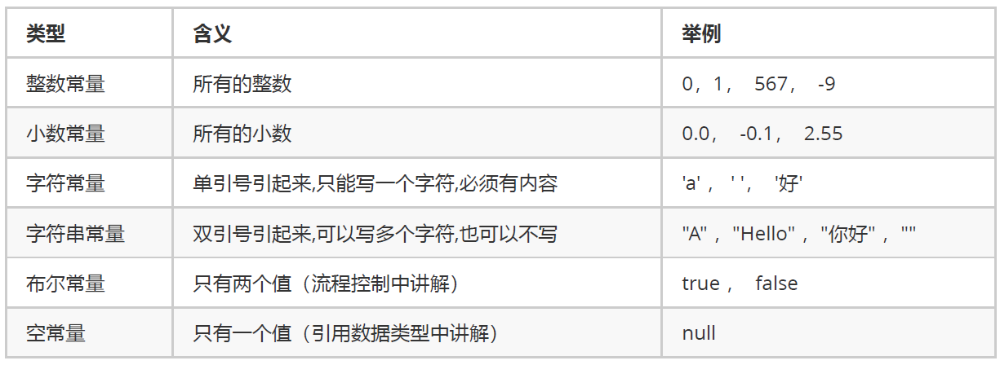 类型 含义 举例
整数常量 所有的整数 0，1， 567， -9
小数常量 所有的小数 0.0， -0.1， 2.55
字符常量 单引号引起来,只能写一个字符,必须有内容 'a' ， ' '， '好'
字符串常量 双引号引起来,可以写多个字符,也可以不写 "A" ，"Hello" ，"你好" ，""
布尔常量 只有两个值（流程控制中讲解） true ， false
空常量 只有一个值（引用数据类型中讲解） null